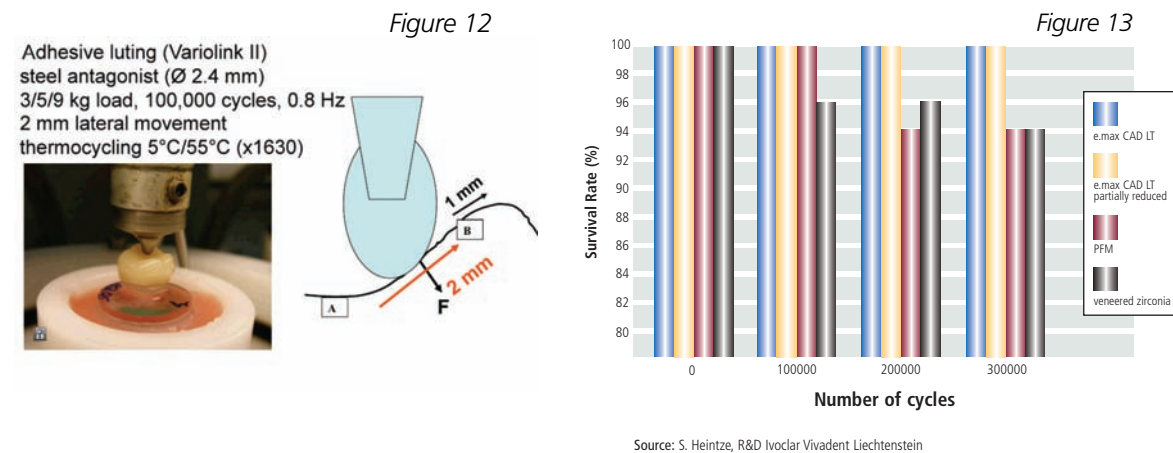 Figure 12
Adhesive luting (Variolink II)
steel antagonist (Ø 2.4 mm)
3/5/9 kg load, 100,000 cycles, 0.8 Hz
2 mm lateral movement
thermocycling 5°C/55°C (x1630)
1 mm
B
2 mm
F
A
Figure 13
Survival Rate (%)
100
98
96
94
92
90
88
86
84
82
80
0
100000
200000
300000
Number of cycles
e.max CAD LT
e.max CAD LT
partially reduced
PFM
veneered zirconia
Source: S. Heintze, R&D Ivoclar Vivadent Liechtenstein